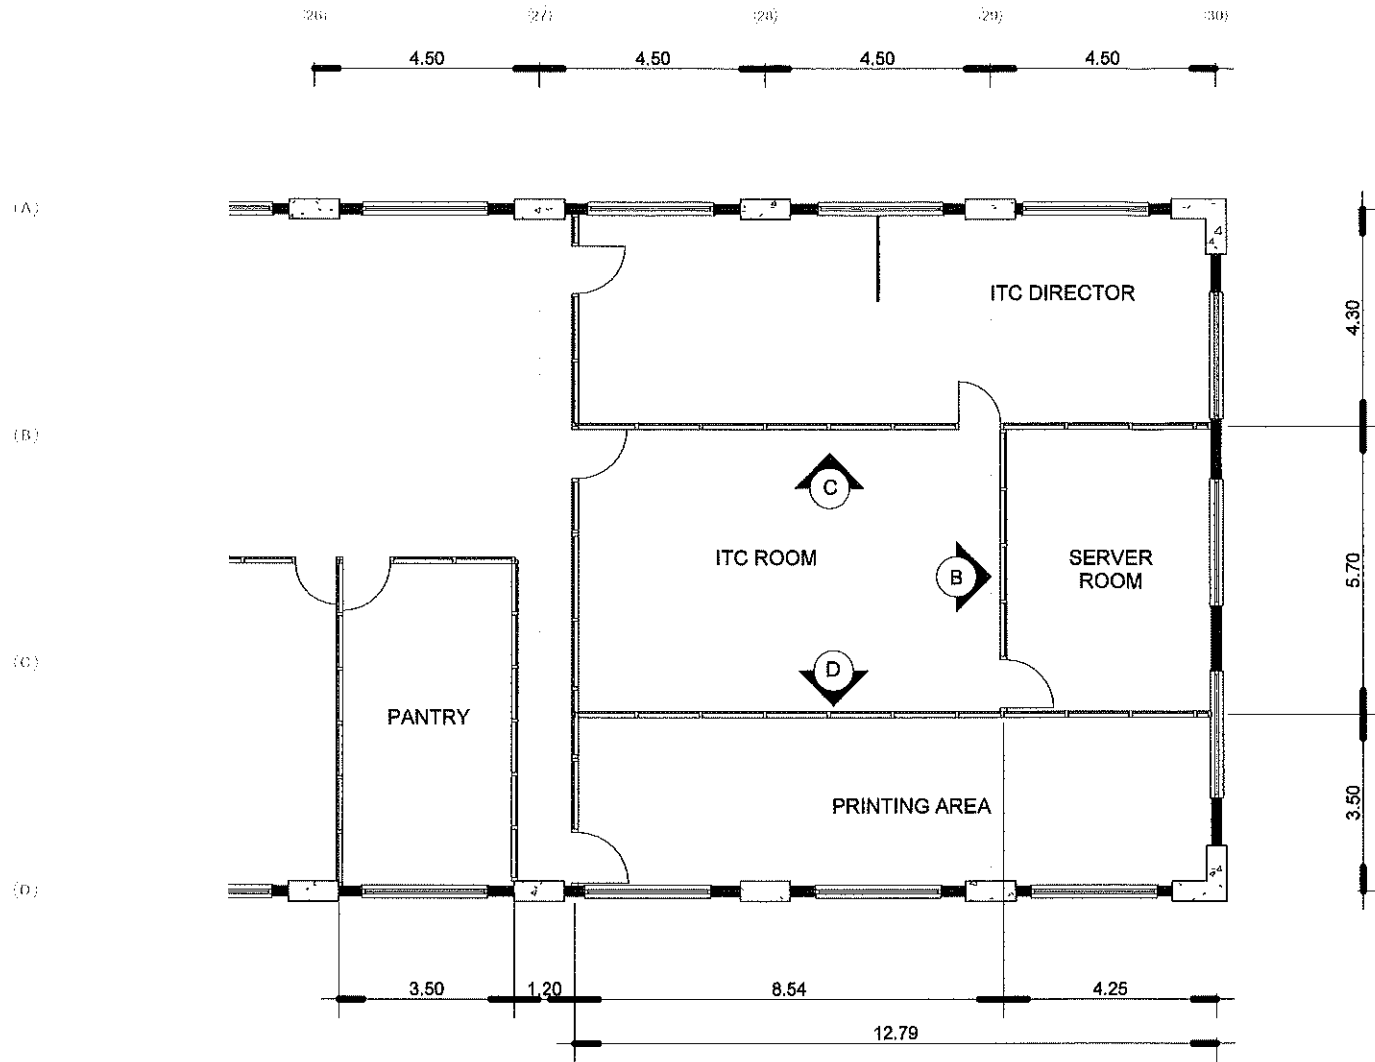 (26) (27) (28) (29) (30)
4.50 4.50 4.50 4.50
(A)
ITC DIRECTOR
4.30
(B)
C
ITC ROOM
B
SERVER
ROOM
5.70
(C)
D
PANTRY
PRINTING AREA
3.50
(D)
3.50 1.20 8.54 4.25
12.79